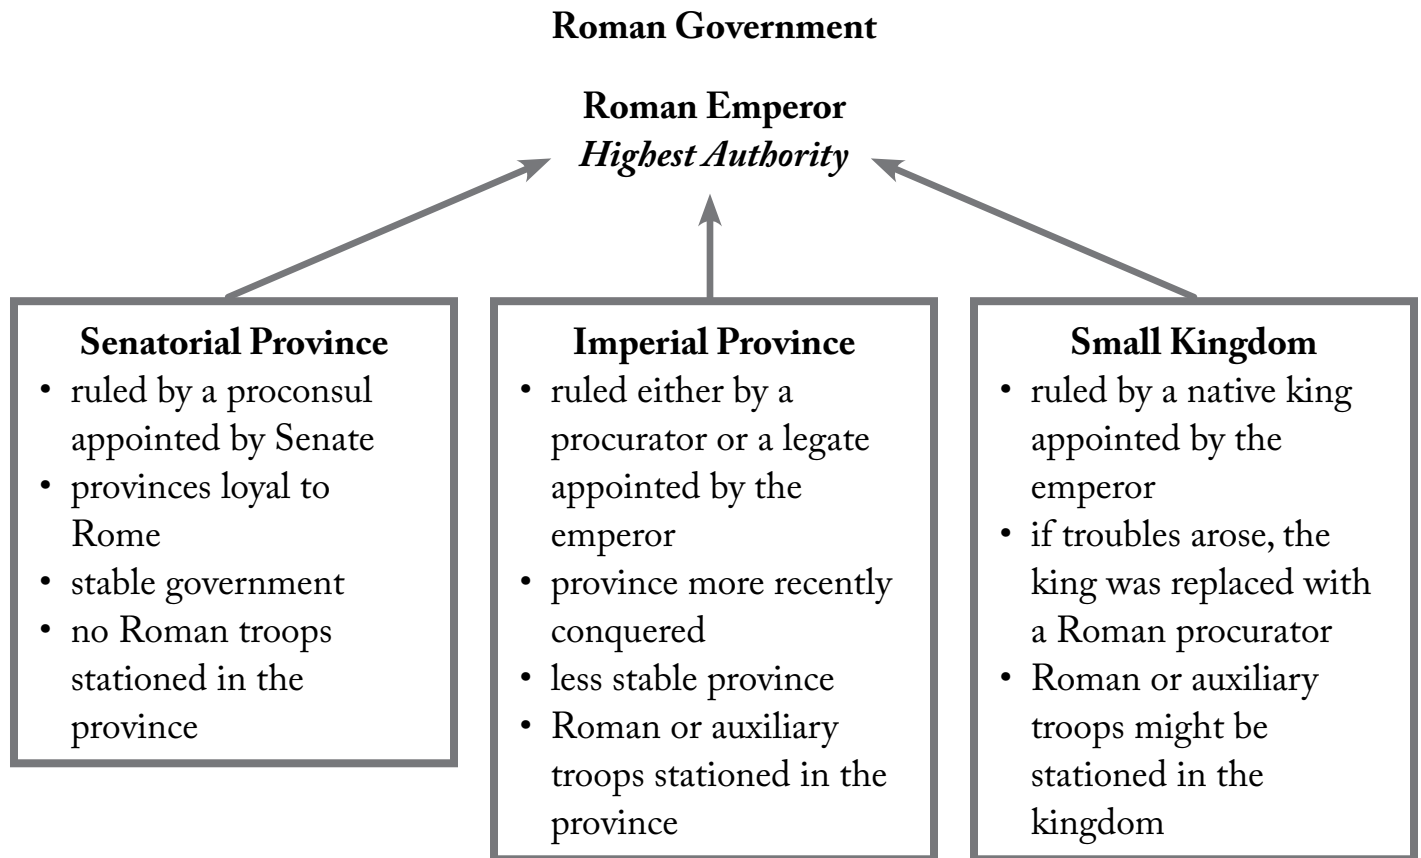 Roman Government
Roman Emperor
Highest Authority
Senatorial Province
• ruled by a proconsul
appointed by Senate
• provinces loyal to
Rome
• stable government
• no Roman troops
stationed in the
province
Imperial Province
• ruled either by a
procurator or a legate
appointed by the
emperor
• province more recently
conquered
• less stable province
• Roman or auxiliary
troops stationed in the
province
Small Kingdom
• ruled by a native king
appointed by the
emperor
• if troubles arose, the
king was replaced with
a Roman procurator
• Roman or auxiliary
troops might be
stationed in the
kingdom